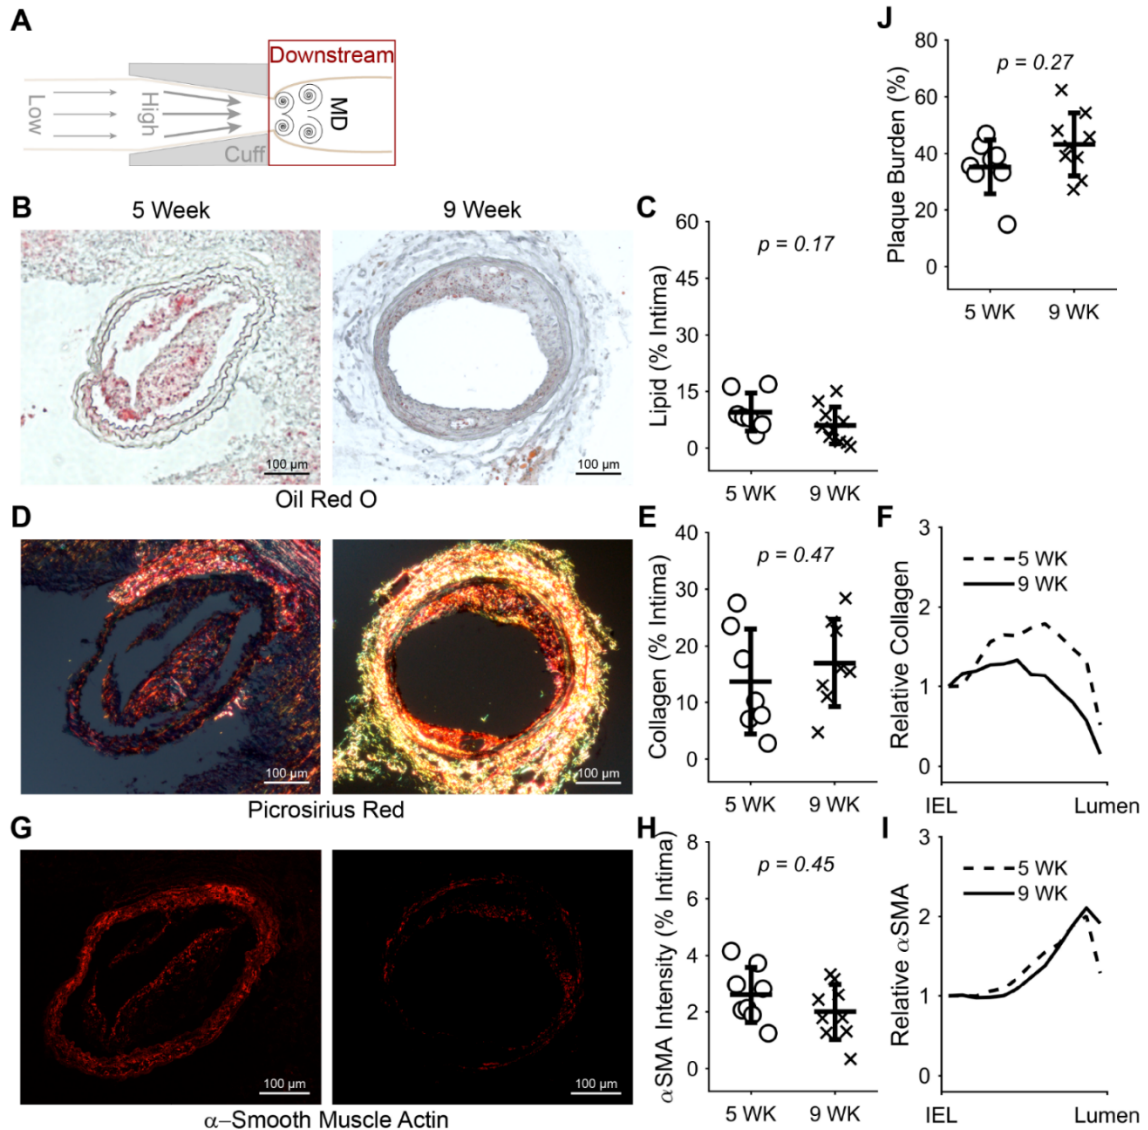 A
Downstream
Low
High
Cuff
MD
B
5 Week
9 Week
100 µm
100 µm
Oil Red O
C
60
45
30
15
0
Lipid (% Intima)
p = 0.17
5 WK
9 WK
J
80
60
40
20
0
Plaque Burden (%)
p = 0.27
5 WK
9 WK
D
100 µm
100 µm
Picrosirius Red
E
40
30
20
10
0
Collagen (% Intima)
p = 0.47
5 WK
9 WK
F
3
2
1
0
Relative Collagen
5 WK
9 WK
IEL
Lumen
G
100 µm
100 µm
α–Smooth Muscle Actin
H
8
6
4
2
0
αSMA Intensity (% Intima)
p = 0.45
5 WK
9 WK
I
3
2
1
0
Relative αSMA
5 WK
9 WK
IEL
Lumen